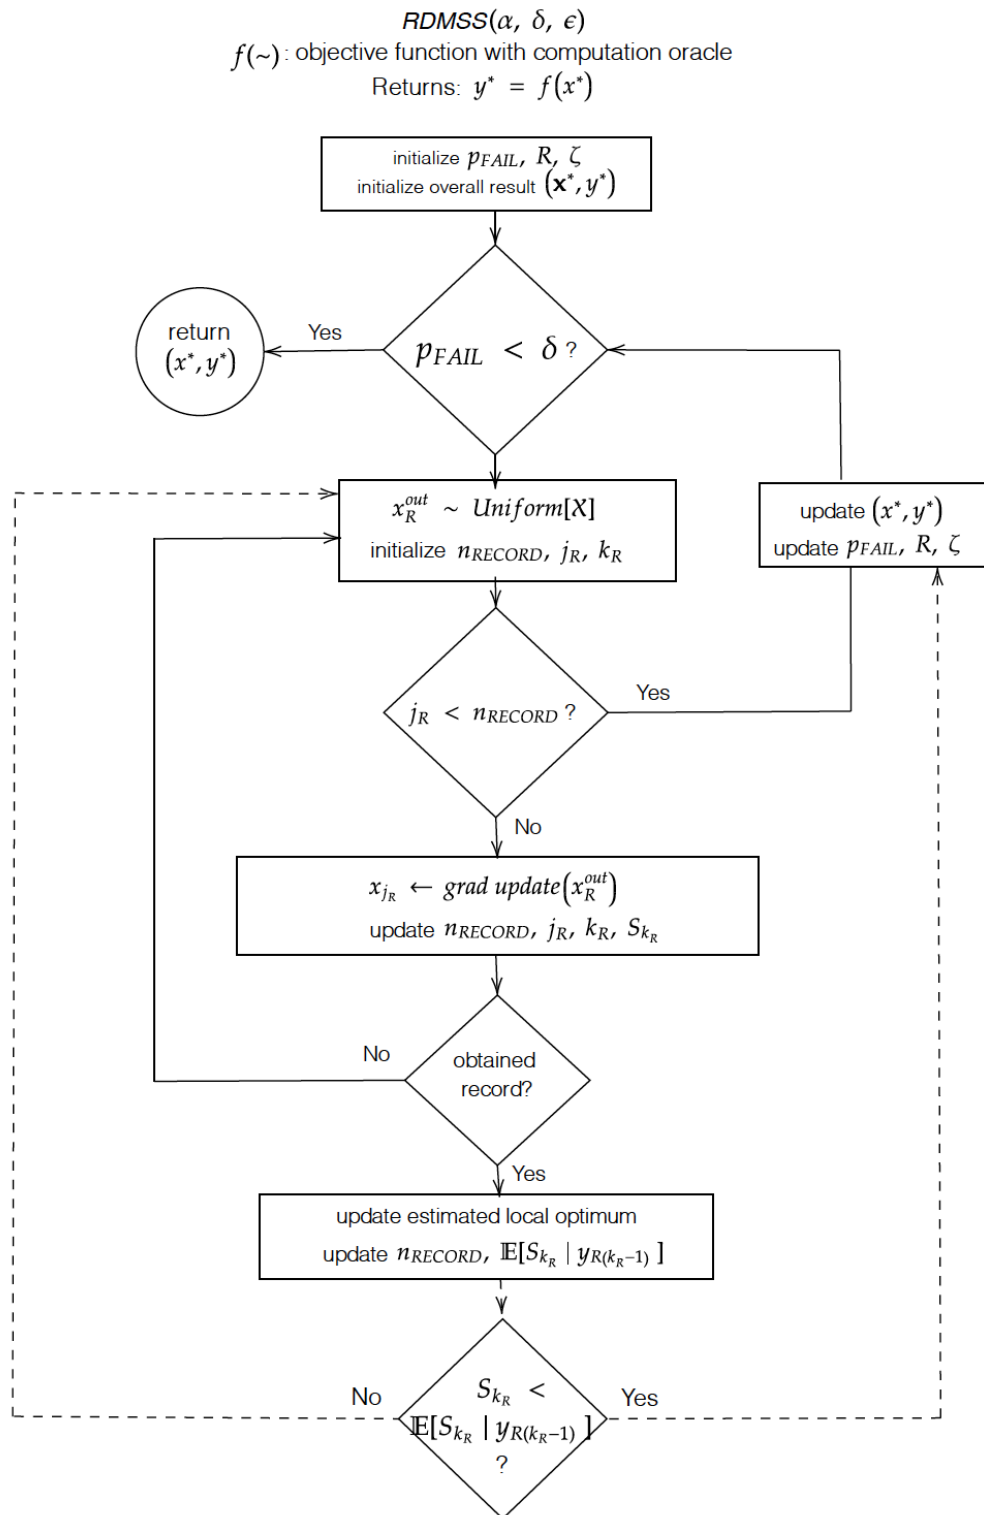 RDMSS(α, δ, ϵ)
f(~): objective function with computation oracle
Returns: y* = f(x*)
initialize p_FAIL, R, ζ
initialize overall result (𝐱*, y*)
p_FAIL < δ ?
Yes
return
(x*, y*)
x_R^out ~ Uniform[X]
initialize n_RECORD, j_R, k_R
update (x*, y*)
update p_FAIL, R, ζ
j_R < n_RECORD ?
Yes
No
x_{j_R} ← grad update(x_R^out)
update n_RECORD, j_R, k_R, S_{k_R}
obtained
record?
No
Yes
update estimated local optimum
update n_RECORD, 𝔼[S_{k_R} | y_{R(k_R−1)} ]
S_{k_R} <
𝔼[S_{k_R} | y_{R(k_R−1)} ]
?
No
Yes